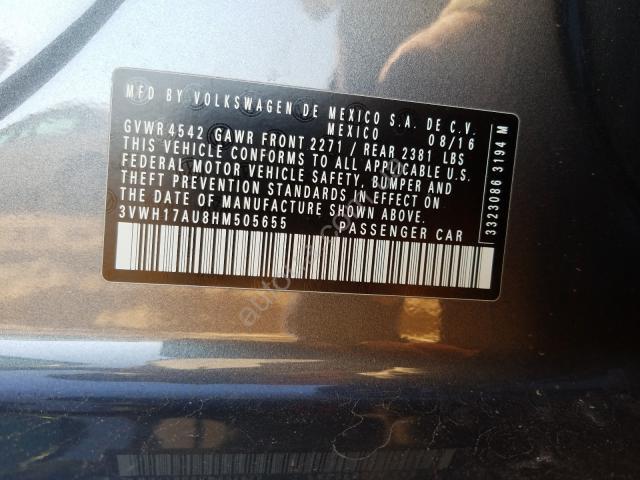 MFD BY VOLKSWAGEN DE MEXICO S.A. DE C.V.
MEXICO 08/16
GVWR 4542 GAWR FRONT 2271 / REAR 2381 LBS
THIS VEHICLE CONFORMS TO ALL APPLICABLE U.S.
FEDERAL MOTOR VEHICLE SAFETY, BUMPER AND
THEFT PREVENTION STANDARDS IN EFFECT ON
THE DATE OF MANUFACTURE SHOWN ABOVE
3VWH17AU8HM505655 PASSENGER CAR
3323086 3194 M